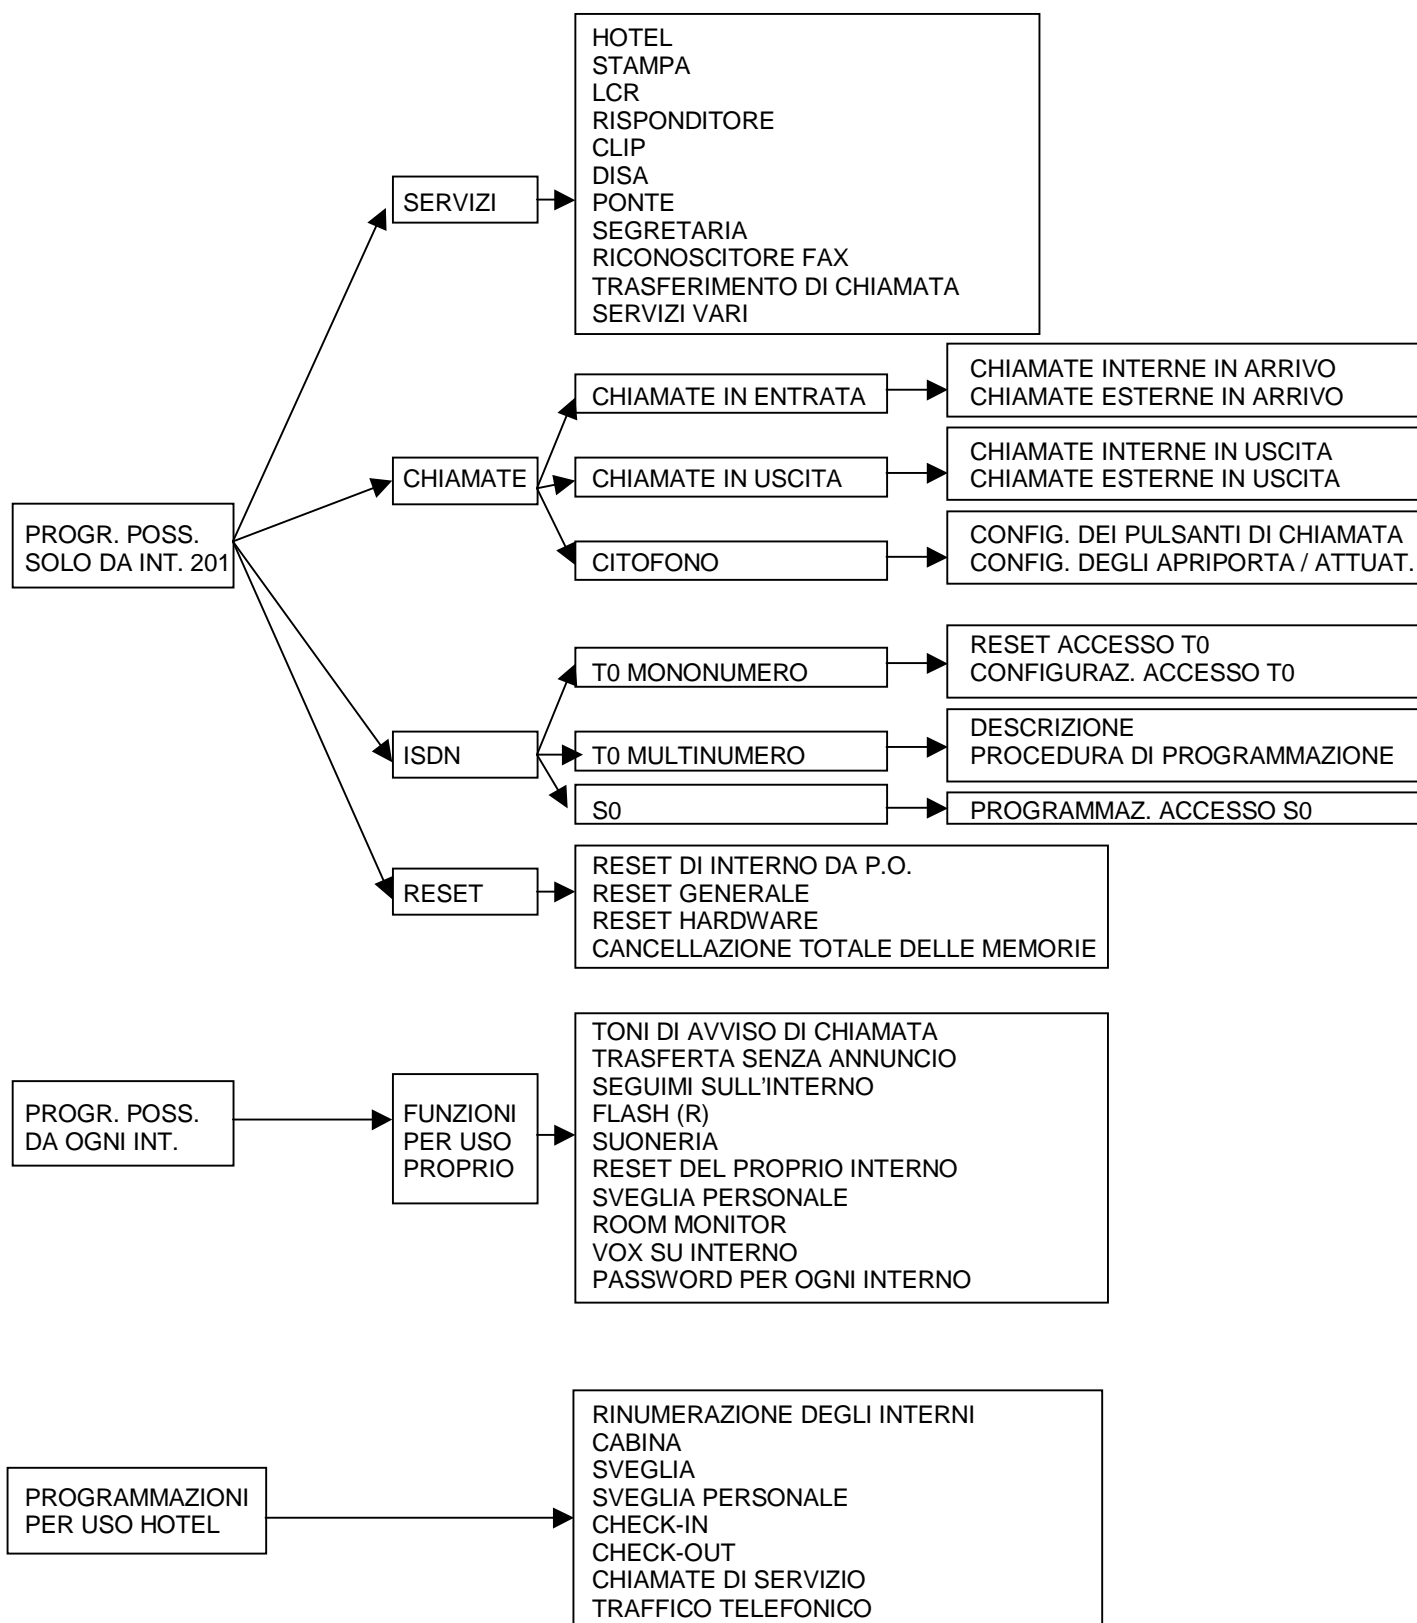 HOTEL
STAMPA
LCR
RISPONDITORE
CLIP
DISA
PONTE
SEGRETARIA
RICONOSCITORE FAX
TRASFERIMENTO DI CHIAMATA
SERVIZI VARI
SERVIZI
CHIAMATE IN ENTRATA
CHIAMATE INTERNE IN ARRIVO
CHIAMATE ESTERNE IN ARRIVO
CHIAMATE
CHIAMATE IN USCITA
CHIAMATE INTERNE IN USCITA
CHIAMATE ESTERNE IN USCITA
PROGR. POSS.
SOLO DA INT. 201
CITOFONO
CONFIG. DEI PULSANTI DI CHIAMATA
CONFIG. DEGLI APRIPORTA / ATTUAT.
T0 MONONUMERO
RESET ACCESSO T0
CONFIGURAZ. ACCESSO T0
ISDN
T0 MULTINUMERO
DESCRIZIONE
PROCEDURA DI PROGRAMMAZIONE
S0
PROGRAMMAZ. ACCESSO S0
RESET
RESET DI INTERNO DA P.O.
RESET GENERALE
RESET HARDWARE
CANCELLAZIONE TOTALE DELLE MEMORIE
PROGR. POSS.
DA OGNI INT.
FUNZIONI
PER USO
PROPRIO
TONI DI AVVISO DI CHIAMATA
TRASFERTA SENZA ANNUNCIO
SEGUIMI SULL'INTERNO
FLASH (R)
SUONERIA
RESET DEL PROPRIO INTERNO
SVEGLIA PERSONALE
ROOM MONITOR
VOX SU INTERNO
PASSWORD PER OGNI INTERNO
PROGRAMMAZIONI
PER USO HOTEL
RINUMERAZIONE DEGLI INTERNI
CABINA
SVEGLIA
SVEGLIA PERSONALE
CHECK-IN
CHECK-OUT
CHIAMATE DI SERVIZIO
TRAFFICO TELEFONICO